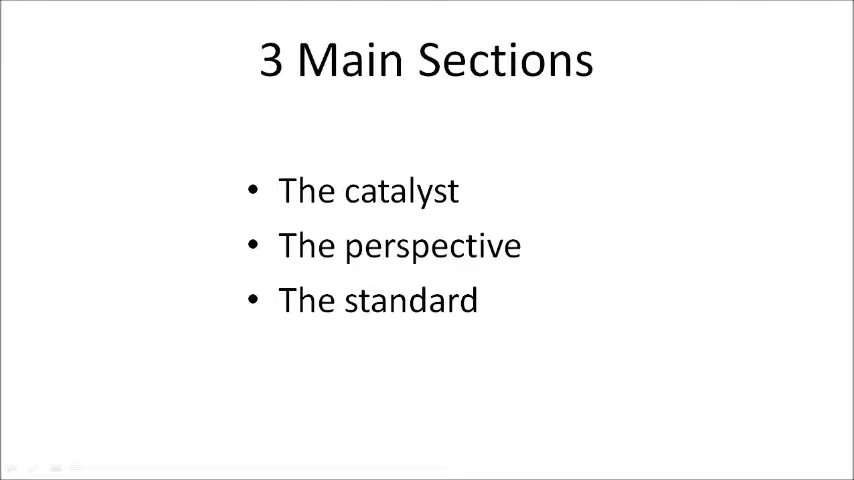 3 Main Sections
• The catalyst
• The perspective
• The standard